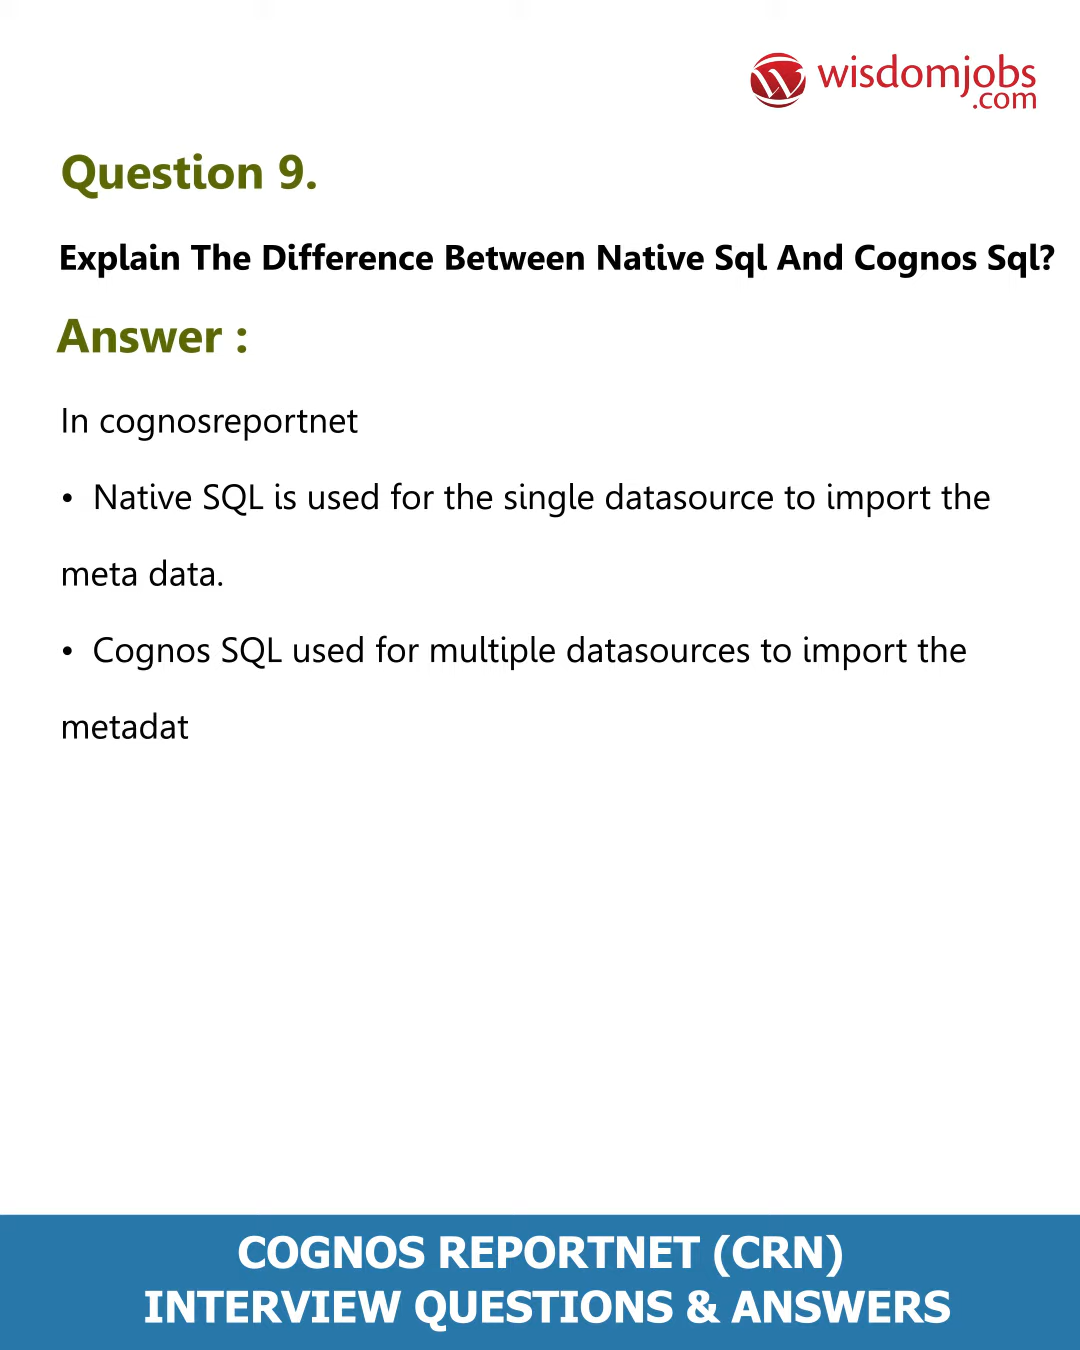 wisdomjobs
.com
Question 9.
Explain The Difference Between Native Sql And Cognos Sql?
Answer :
In cognosreportnet
• Native SQL is used for the single datasource to import the
meta data.
• Cognos SQL used for multiple datasources to import the
metadat
COGNOS REPORTNET (CRN)
INTERVIEW QUESTIONS & ANSWERS